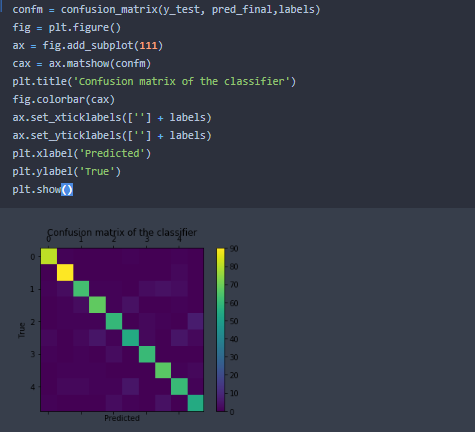 confm = confusion_matrix(y_test, pred_final,labels)
fig = plt.figure()
ax = fig.add_subplot(111)
cax = ax.matshow(confm)
plt.title('Confusion matrix of the classifier')
fig.colorbar(cax)
ax.set_xticklabels([''] + labels)
ax.set_yticklabels([''] + labels)
plt.xlabel('Predicted')
plt.ylabel('True')
plt.show()
Confusion matrix of the classifier
0 1 2 3 4
0
1
2
3
4
True
Predicted
90
80
70
60
50
40
30
20
10
0